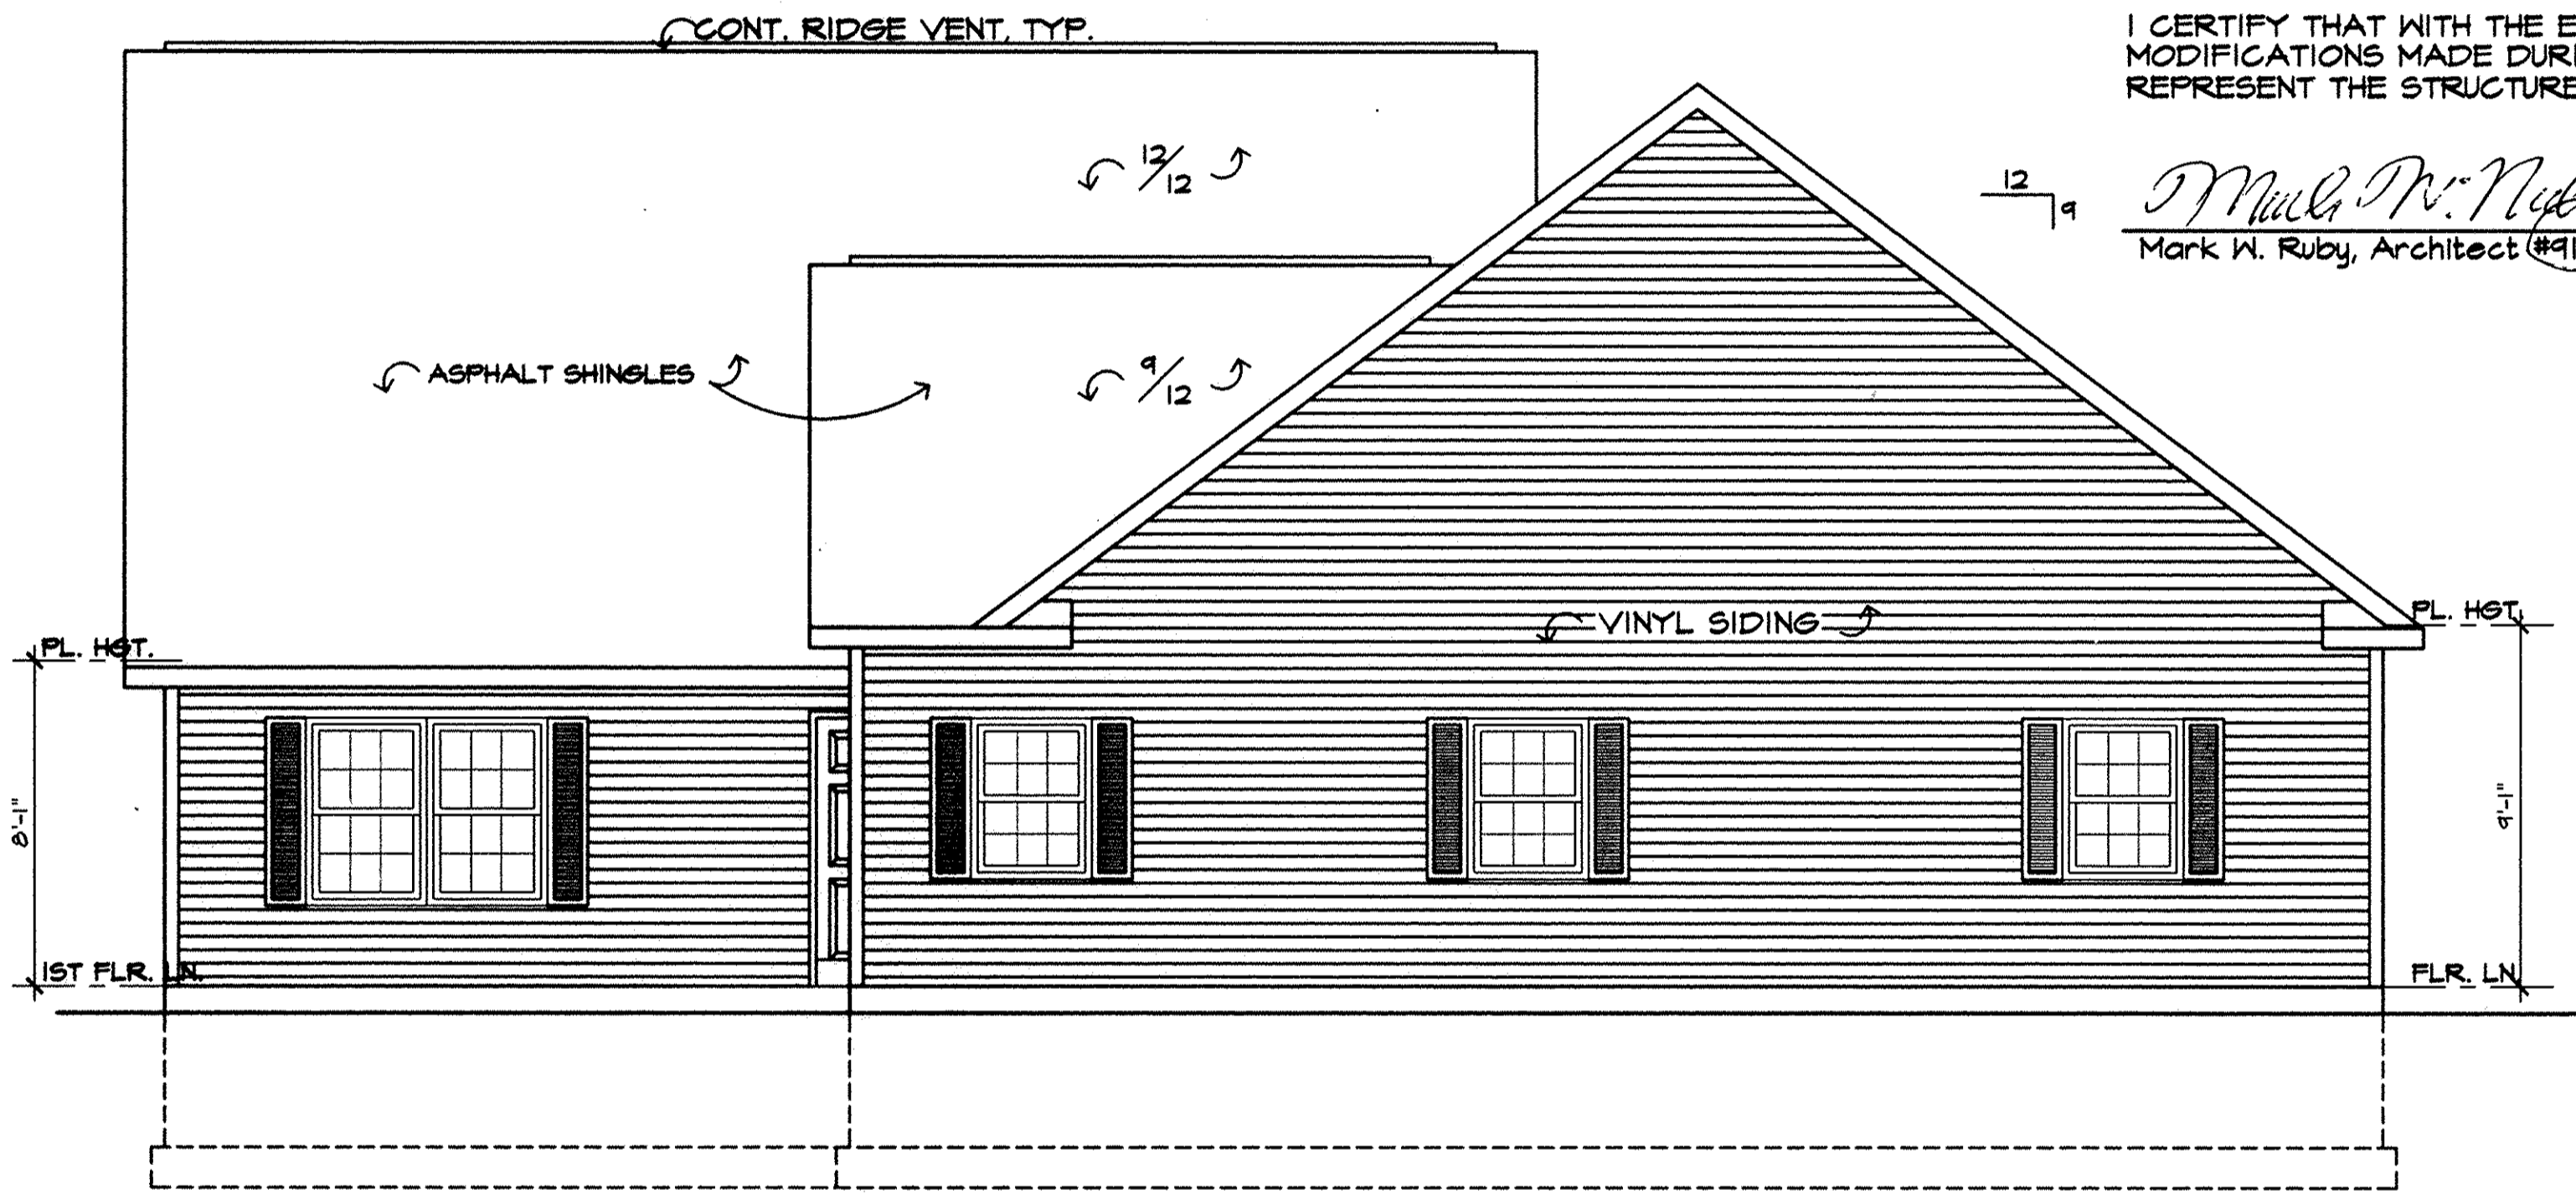 CONT. RIDGE VENT, TYP.
I CERTIFY THAT WITH THE
MODIFICATIONS MADE
REPRESENT THE STRUCTURE
12/12
12
9
Mark W. Ruby, Architect
ASPHALT SHINGLES
9/12
VINYL SIDING
PL. HGT.
PL. HGT.
8'-1"
9'-1"
1ST FLR. LN.
FLR. LN